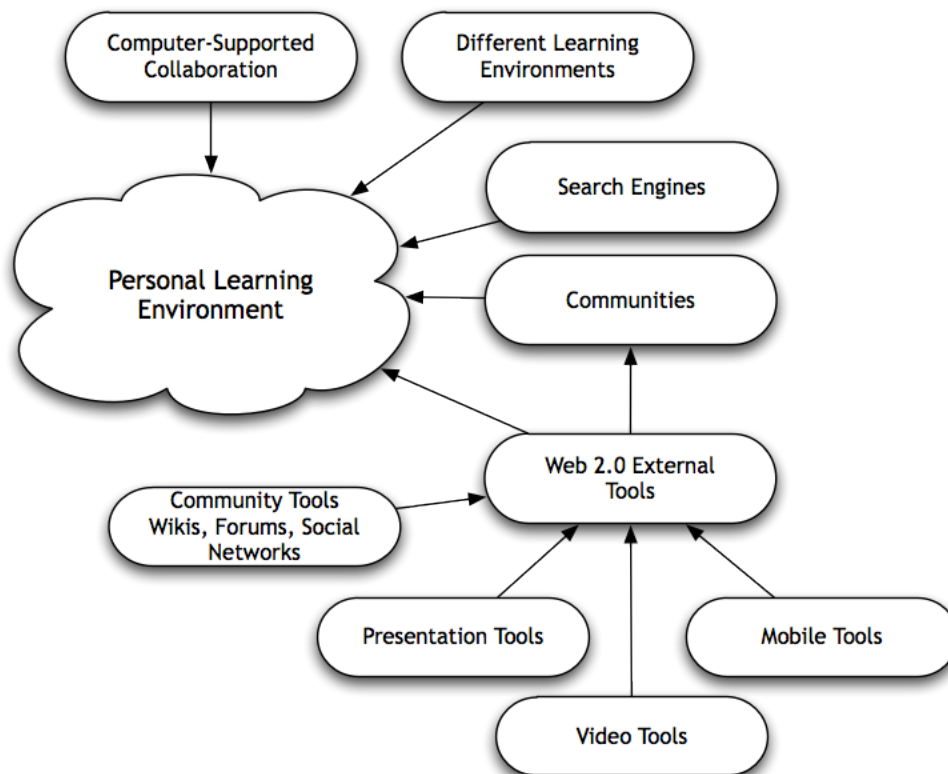 Computer-Supported
Collaboration
Different Learning
Environments
Search Engines
Personal Learning
Environment
Communities
Web 2.0 External
Tools
Community Tools
Wikis, Forums, Social
Networks
Presentation Tools
Mobile Tools
Video Tools